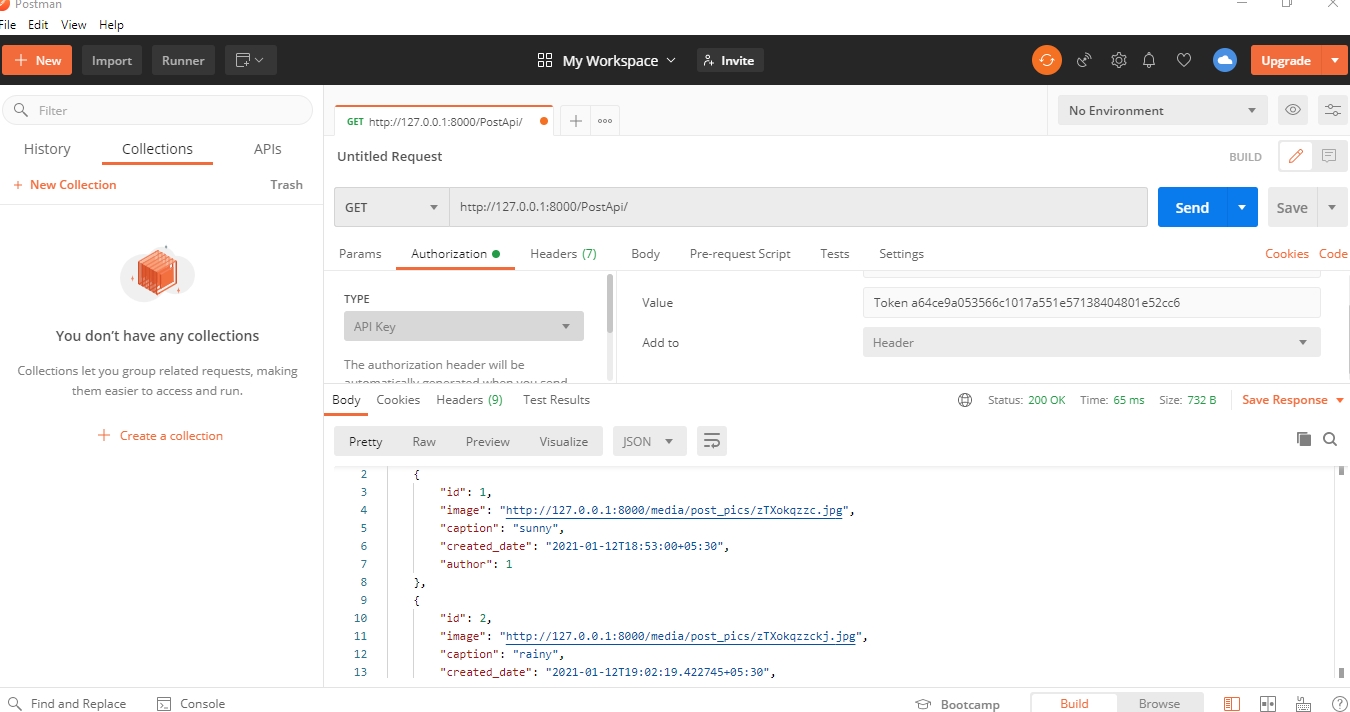 Postman
File Edit View Help
+ New Import Runner
My Workspace Invite
Upgrade
Filter
History Collections APIs
+ New Collection Trash
You don’t have any collections
Collections let you group related requests, making
them easier to access and run.
+ Create a collection
GET http://127.0.0.1:8000/PostApi/
No Environment
Untitled Request
BUILD
GET http://127.0.0.1:8000/PostApi/
Send Save
Params Authorization Headers (7) Body Pre-request Script Tests Settings
Cookies Code
TYPE
API Key
The authorization header will be
automatically generated when you send
Value Token a64ce9a053566c1017a551e57138404801e52cc6
Add to Header
Body Cookies Headers (9) Test Results
Status: 200 OK Time: 65 ms Size: 732 B Save Response
Pretty Raw Preview Visualize JSON
2 {
3 "id": 1,
4 "image": "http://127.0.0.1:8000/media/post_pics/zTXokqzzc.jpg",
5 "caption": "sunny",
6 "created_date": "2021-01-12T18:53:00+05:30",
7 "author": 1
8 },
9 {
10 "id": 2,
11 "image": "http://127.0.0.1:8000/media/post_pics/zTXokqzzckj.jpg",
12 "caption": "rainy",
13 "created_date": "2021-01-12T19:02:19.422745+05:30",
Find and Replace Console
Bootcamp Build Browse